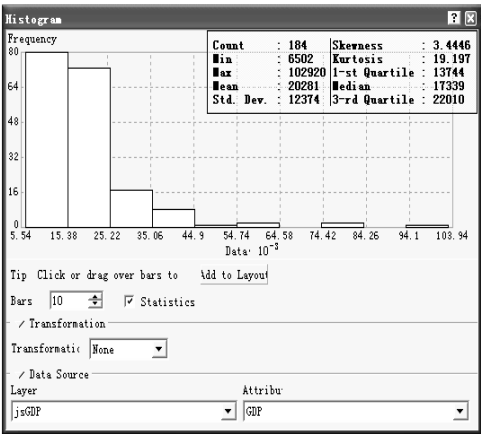 Histogram
Frequency
80
64
48
32
16
0
Count : 184 Skewness : 3.4446
Min : 6502 Kurtosis : 19.197
Max : 102920 1-st Quartile : 13744
Mean : 20281 Median : 17339
Std. Dev. : 12374 3-rd Quartile : 22010
5.54 15.38 25.22 35.06 44.9 54.74 64.58 74.42 84.26 94.1 103.94
Data· 10⁻³
Tip Click or drag over bars to Add to Layout
Bars 10 Statistics
Transformation
Transformatic None
Data Source
Layer Attribu
jsGDP GDP